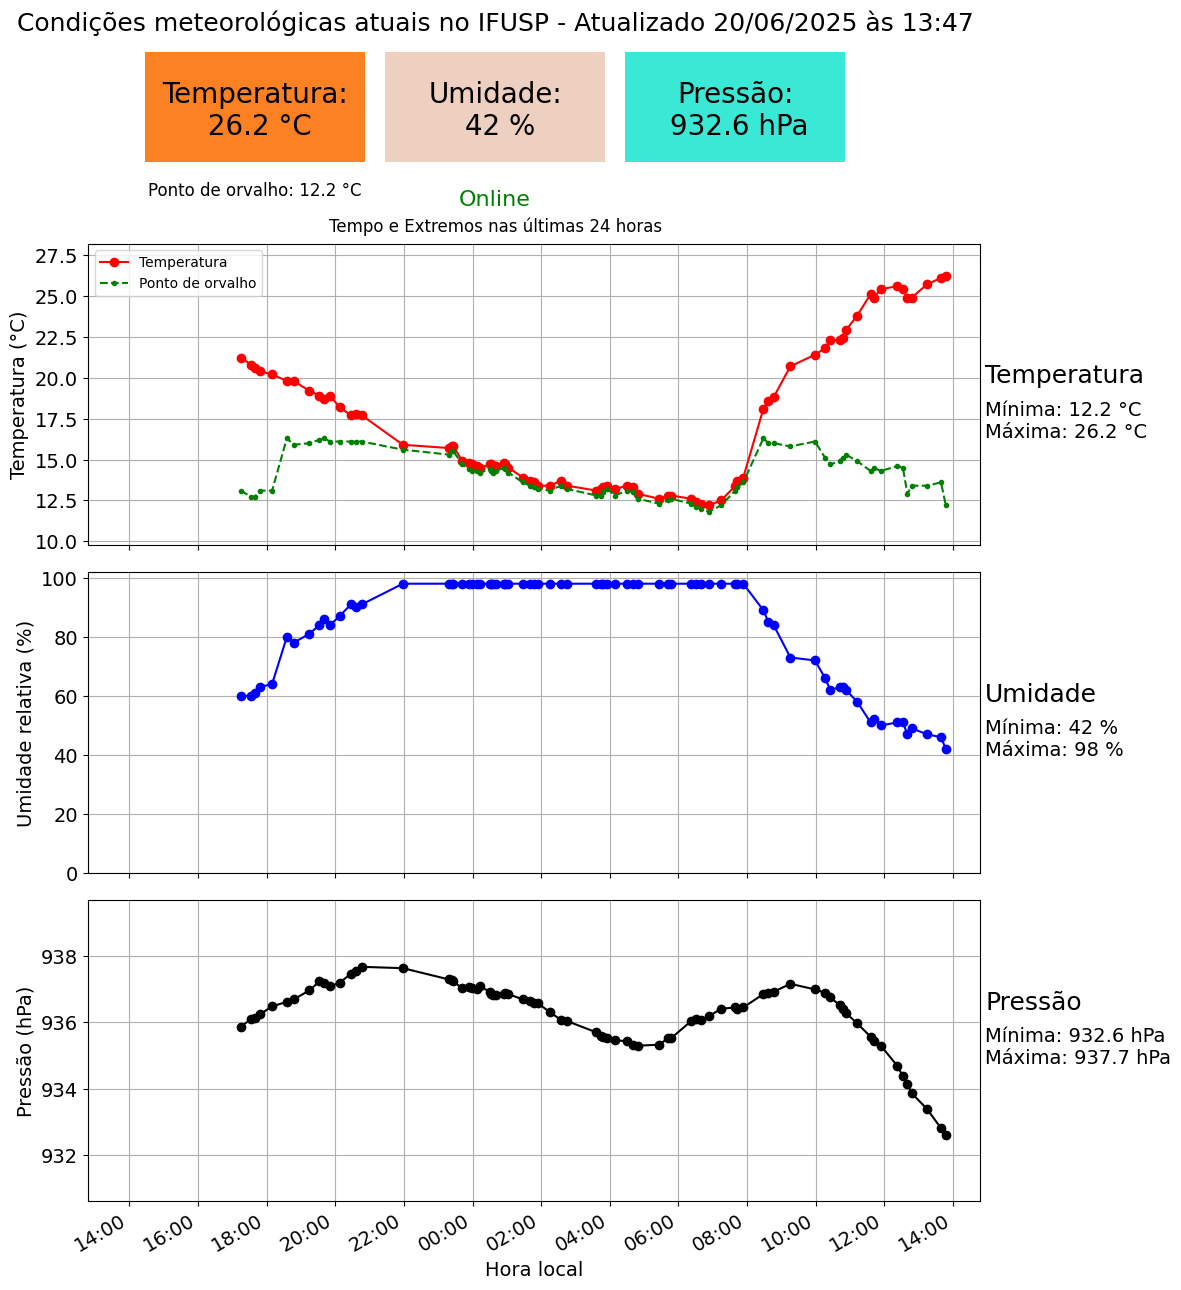 Condições meteorológicas atuais no IFUSP - Atualizado 20/06/2025 às 13:47
Temperatura:
26.2 °C
Umidade:
42 %
Pressão:
932.6 hPa
Ponto de orvalho: 12.2 °C
Online
Tempo e Extremos nas últimas 24 horas
Temperatura (°C)
27.5
25.0
22.5
20.0
17.5
15.0
12.5
10.0
Temperatura
Ponto de orvalho
Temperatura
Mínima: 12.2 °C
Máxima: 26.2 °C
Umidade relativa (%)
100
80
60
40
20
0
Umidade
Mínima: 42 %
Máxima: 98 %
Pressão (hPa)
938
936
934
932
Pressão
Mínima: 932.6 hPa
Máxima: 937.7 hPa
14:00 16:00 18:00 20:00 22:00 00:00 02:00 04:00 06:00 08:00 10:00 12:00 14:00
Hora local